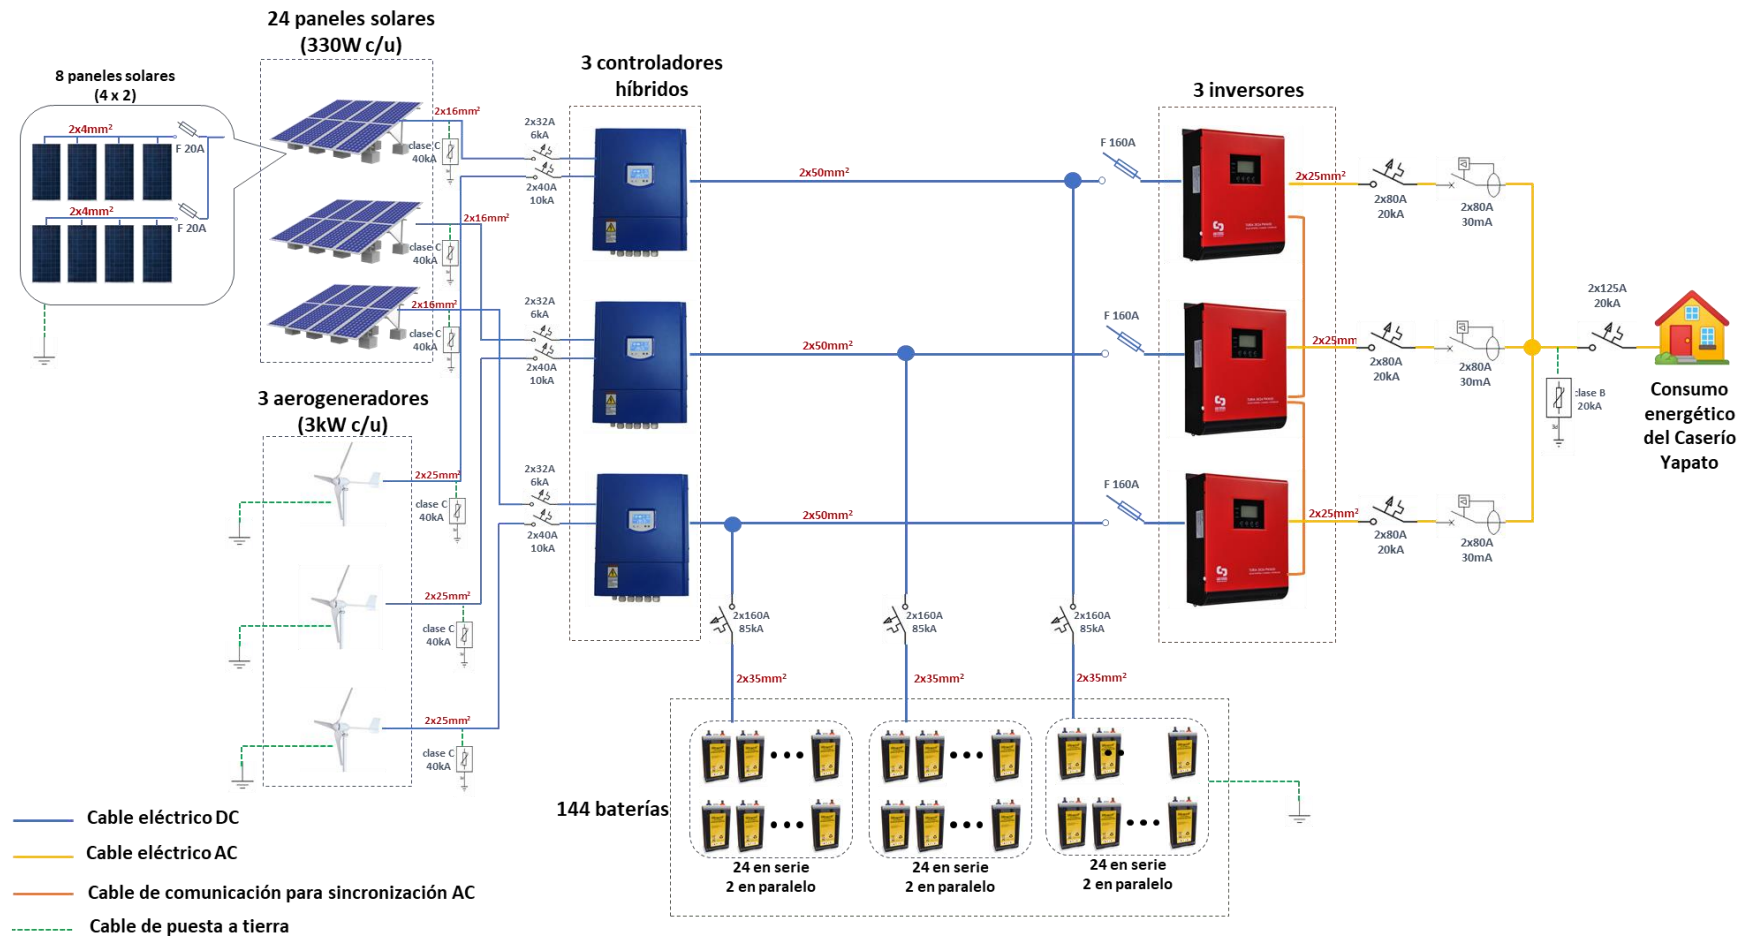 24 paneles solares
(330W c/u)
8 paneles solares
(4 x 2)
2x4mm²
F 20A
2x4mm²
F 20A
2x16mm²
clase C
40kA
2x16mm²
clase C
40kA
2x16mm²
clase C
40kA
3 aerogeneradores
(3kW c/u)
2x25mm²
clase C
40kA
2x25mm²
clase C
40kA
2x25mm²
clase C
40kA
2x32A
6kA
2x40A
10kA
2x32A
6kA
2x40A
10kA
2x32A
6kA
2x40A
10kA
3 controladores
híbridos
2x50mm²
2x50mm²
2x50mm²
F 160A
F 160A
F 160A
3 inversores
2x25mm²
2x25mm
2x25mm²
2x80A
20kA
2x80A
30mA
2x80A
20kA
2x80A
30mA
2x80A
20kA
2x80A
30mA
2x125A
20kA
clase B
20kA
Consumo
energético
del Caserío
Yapato
2x160A
85kA
2x160A
85kA
2x160A
85kA
2x35mm²
2x35mm²
2x35mm²
144 baterías
24 en serie
2 en paralelo
24 en serie
2 en paralelo
24 en serie
2 en paralelo
Cable eléctrico DC
Cable eléctrico AC
Cable de comunicación para sincronización AC
Cable de puesta a tierra